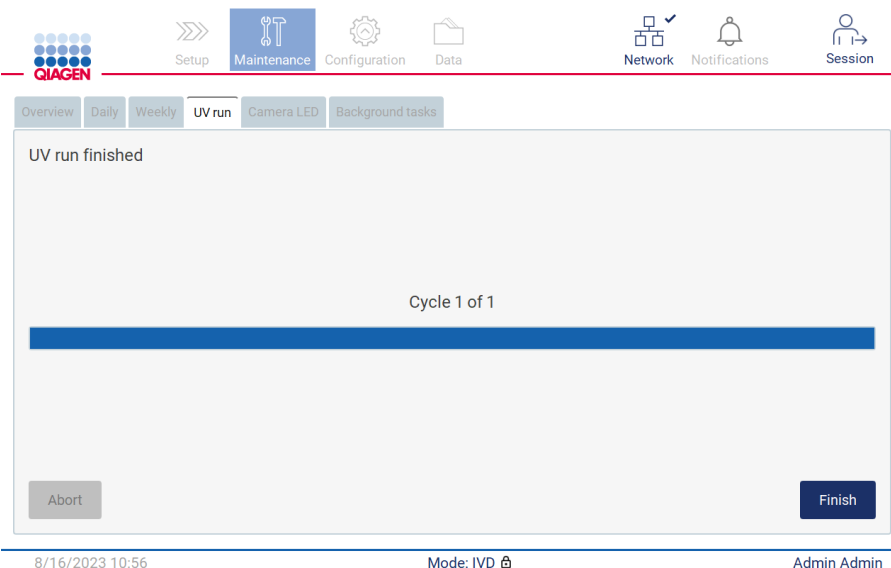 QIAGEN
Setup Maintenance Configuration Data Network Notifications Session
Overview Daily Weekly UV run Camera LED Background tasks
UV run finished
Cycle 1 of 1
Abort Finish
8/16/2023 10:56 Mode: IVD Admin Admin